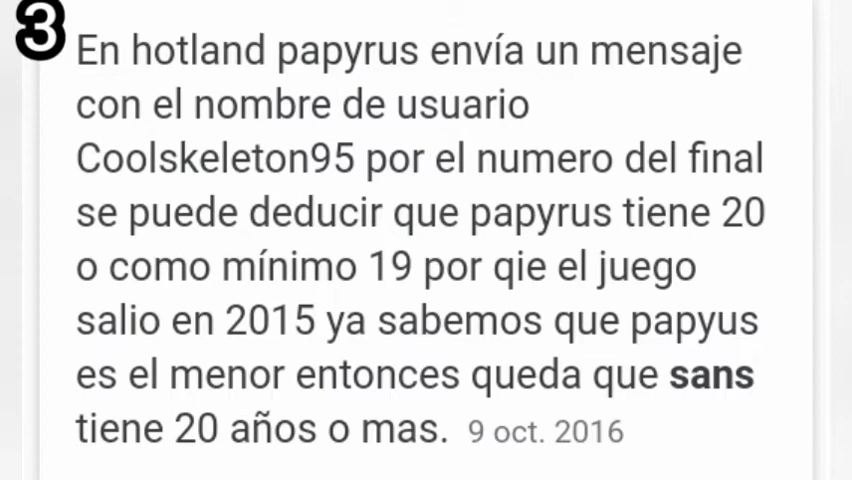 3
En hotland papyrus envía un mensaje
con el nombre de usuario
Coolskeleton95 por el numero del final
se puede deducir que papyrus tiene 20
o como mínimo 19 por qie el juego
salio en 2015 ya sabemos que papyus
es el menor entonces queda que sans
tiene 20 años o mas. 9 oct. 2016